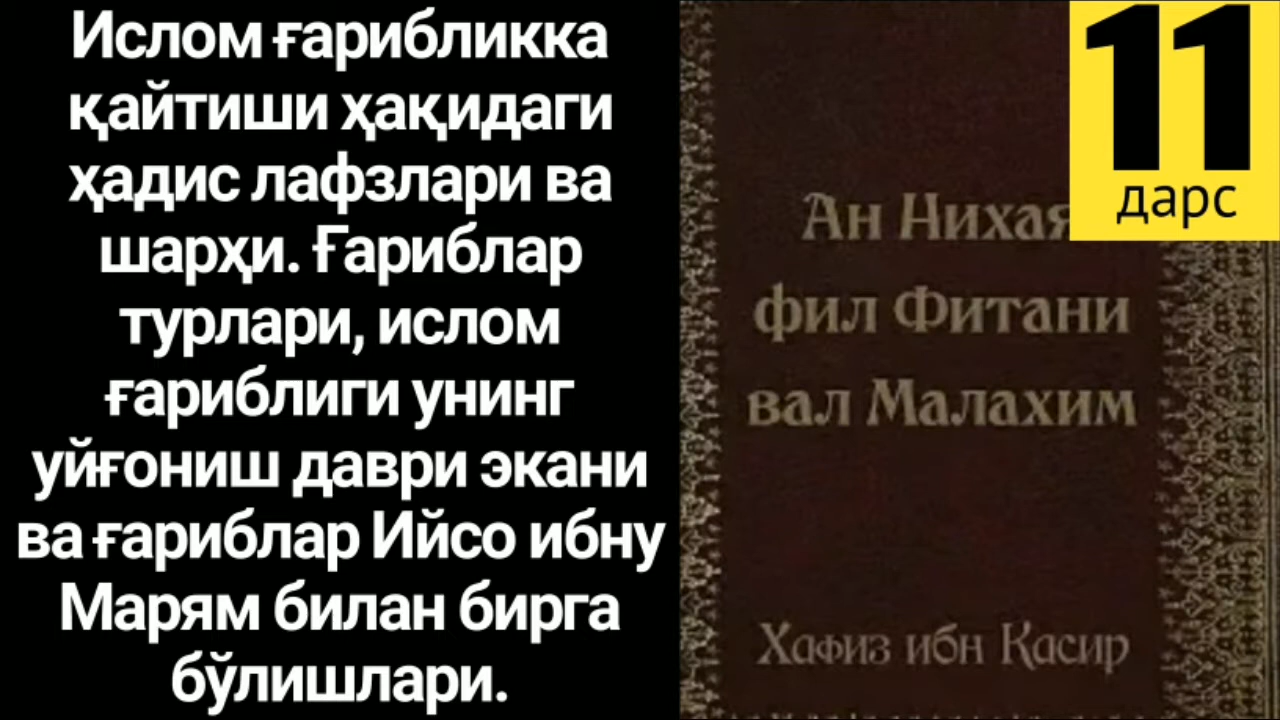 Ислом ғарибликка
қайтиши ҳақидаги
ҳадис лафзлари ва
шарҳи. Ғариблар
турлари, ислом
ғариблиги унинг
уйғониш даври экани
ва ғариблар Ийсо ибну
Марям билан бирга
бўлишлари.
11
дарс
Ан Нихая
фил Фитани
вал Малахим
Хафиз ибн Касир